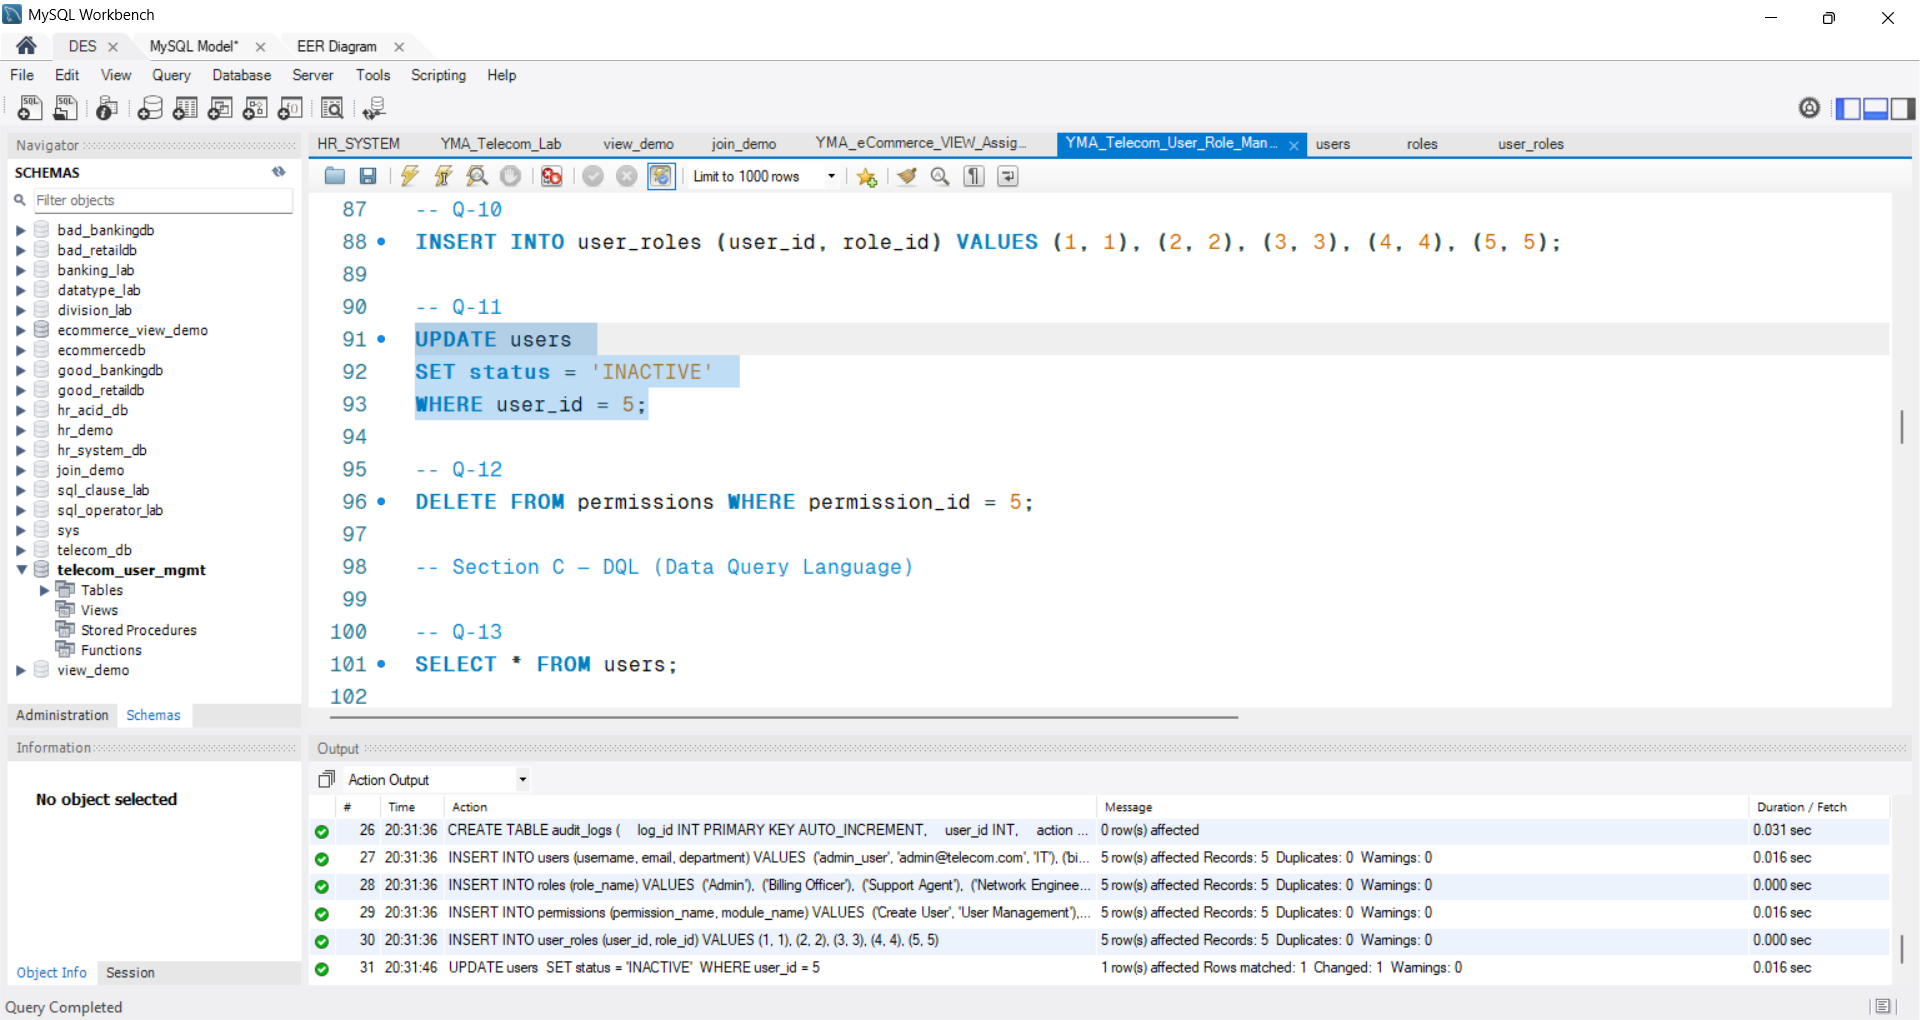 MySQL Workbench
DES
MySQL Model*
EER Diagram
File Edit View Query Database Server Tools Scripting Help
Navigator
SCHEMAS
Filter objects
bad_bankingdb
bad_retaildb
banking_lab
datatype_lab
division_lab
ecommerce_view_demo
ecommercedb
good_bankingdb
good_retaildb
hr_acid_db
hr_demo
hr_system_db
join_demo
sql_clause_lab
sql_operator_lab
sys
telecom_db
telecom_user_mgmt
Tables
Views
Stored Procedures
Functions
view_demo
Administration Schemas
Information
No object selected
Object Info Session
HR_SYSTEM YMA_Telecom_Lab view_demo join_demo YMA_eCommerce_VIEW_Assig... YMA_Telecom_User_Role_Man... users roles user_roles
Limit to 1000 rows
87 -- Q-10
88 INSERT INTO user_roles (user_id, role_id) VALUES (1, 1), (2, 2), (3, 3), (4, 4), (5, 5);
89
90 -- Q-11
91 UPDATE users
92 SET status = 'INACTIVE'
93 WHERE user_id = 5;
94
95 -- Q-12
96 DELETE FROM permissions WHERE permission_id = 5;
97
98 -- Section C – DQL (Data Query Language)
99
100 -- Q-13
101 SELECT * FROM users;
102
Output
Action Output
# Time Action Message Duration / Fetch
26 20:31:36 CREATE TABLE audit_logs ( log_id INT PRIMARY KEY AUTO_INCREMENT, user_id INT, action ... 0 row(s) affected 0.031 sec
27 20:31:36 INSERT INTO users (username, email, department) VALUES ('admin_user', 'admin@telecom.com', 'IT'), ('bi... 5 row(s) affected Records: 5 Duplicates: 0 Warnings: 0 0.016 sec
28 20:31:36 INSERT INTO roles (role_name) VALUES ('Admin'), ('Billing Officer'), ('Support Agent'), ('Network Enginee... 5 row(s) affected Records: 5 Duplicates: 0 Warnings: 0 0.000 sec
29 20:31:36 INSERT INTO permissions (permission_name, module_name) VALUES ('Create User', 'User Management'),... 5 row(s) affected Records: 5 Duplicates: 0 Warnings: 0 0.016 sec
30 20:31:36 INSERT INTO user_roles (user_id, role_id) VALUES (1, 1), (2, 2), (3, 3), (4, 4), (5, 5) 5 row(s) affected Records: 5 Duplicates: 0 Warnings: 0 0.000 sec
31 20:31:46 UPDATE users SET status = 'INACTIVE' WHERE user_id = 5 1 row(s) affected Rows matched: 1 Changed: 1 Warnings: 0 0.016 sec
Query Completed